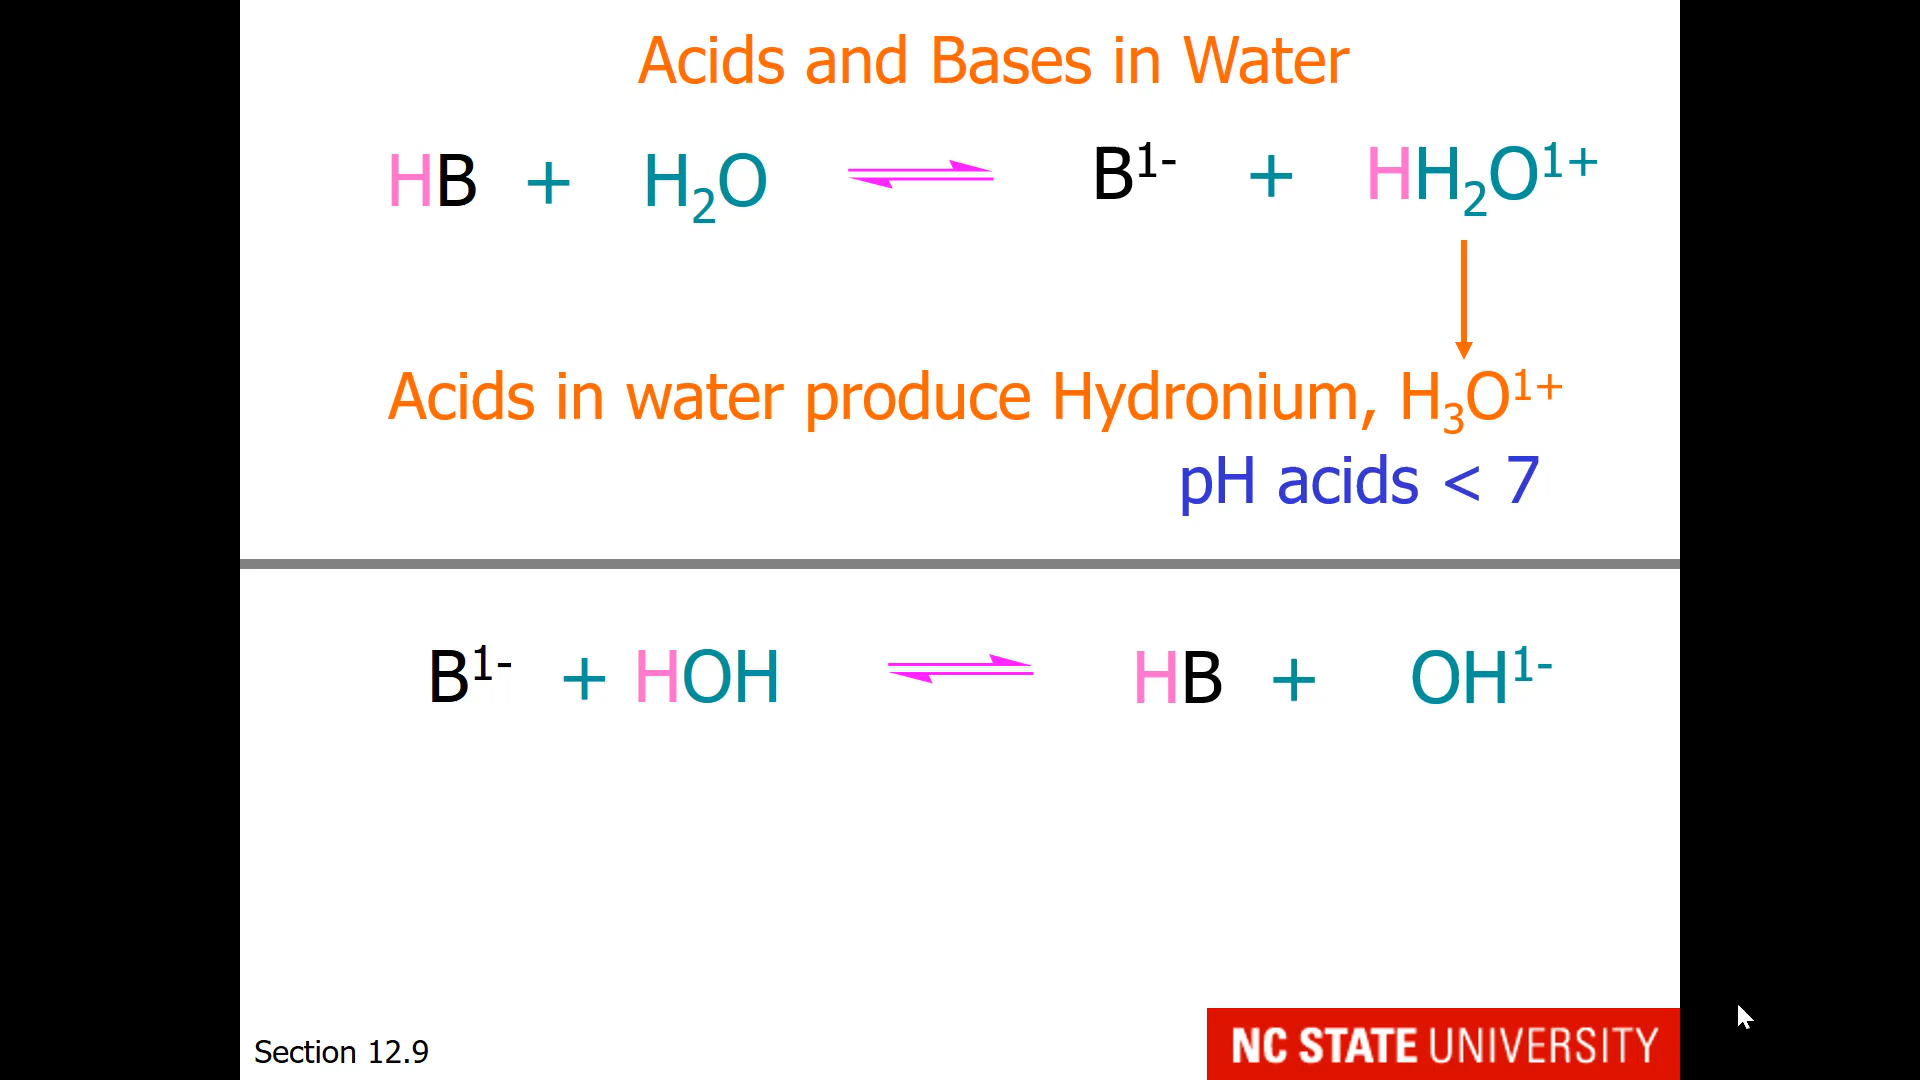 Acids and Bases in Water
HB + H₂O ⇌ B¹⁻ + HH₂O¹⁺
Acids in water produce Hydronium, H₃O¹⁺
pH acids < 7
B¹⁻ + HOH ⇌ HB + OH¹⁻
Section 12.9
NC STATE UNIVERSITY